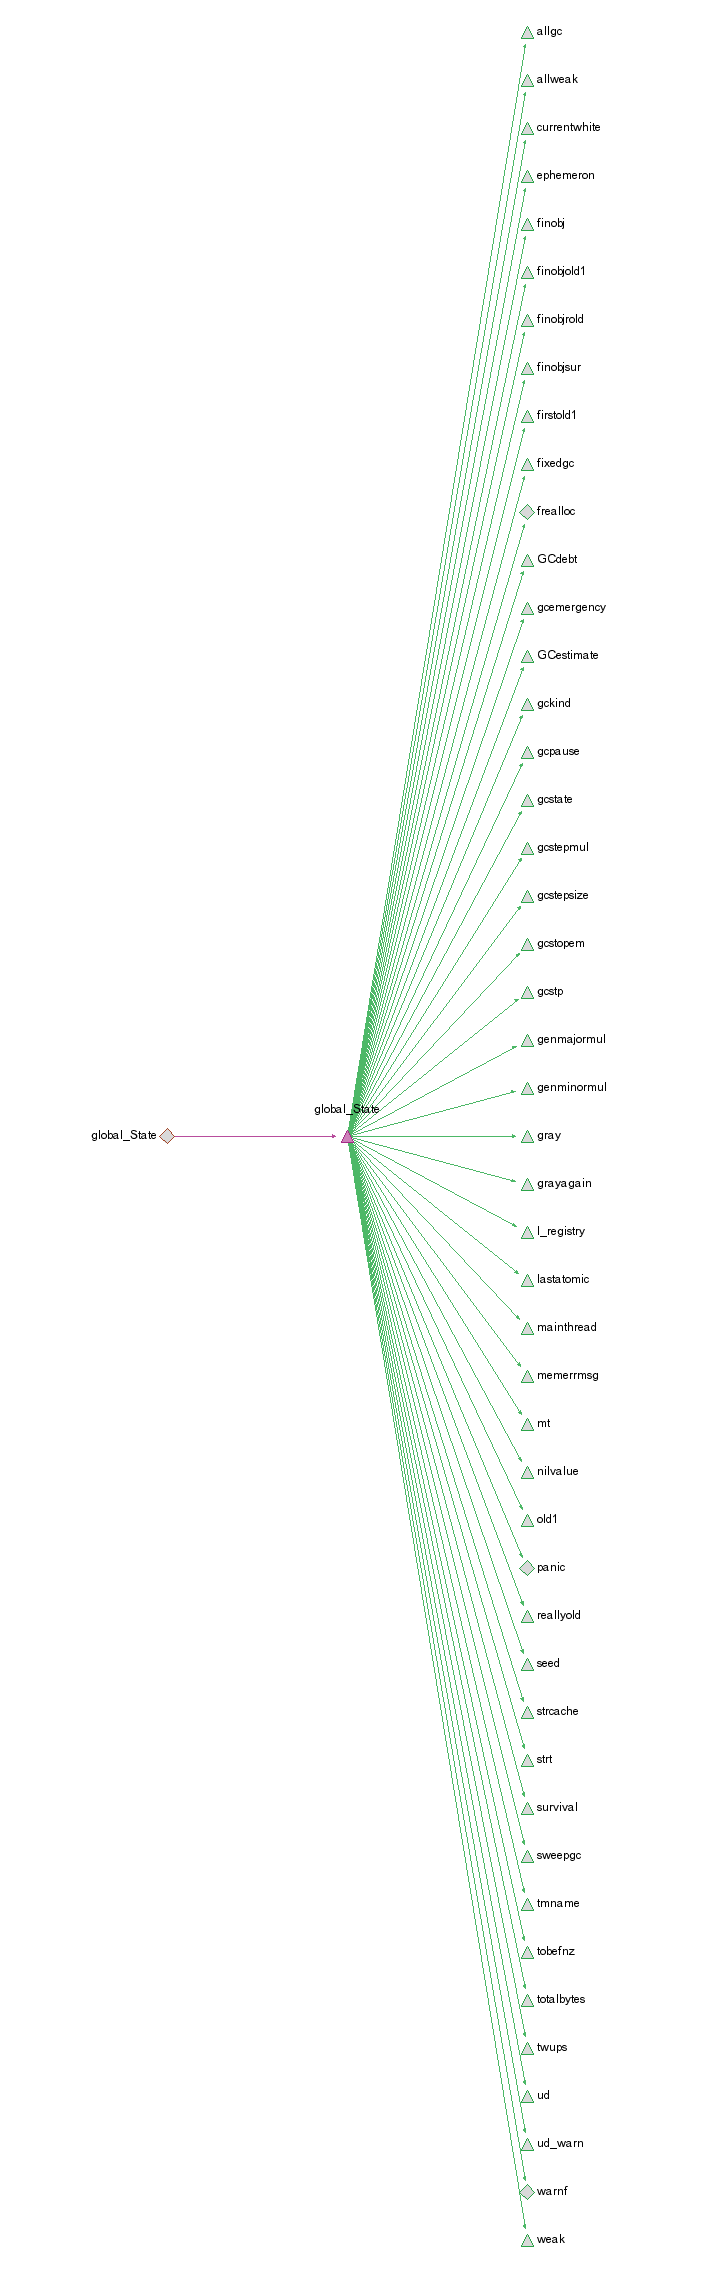 allgc
allweak
currentwhite
ephemeron
finobj
finobjold1
finobjrold
finobjsur
firstold1
fixedgc
frealloc
GCdebt
gcemergency
GCestimate
gckind
gcpause
gcstate
gcstepmul
gcstepsize
gcstopem
gcstp
genmajormul
genminormul
global_State
global_State
gray
grayagain
l_registry
lastatomic
mainthread
memerrmsg
mt
nilvalue
old1
panic
reallyold
seed
strcache
strt
survival
sweepgc
tmname
tobefnz
totalbytes
twups
ud
ud_warn
warnf
weak